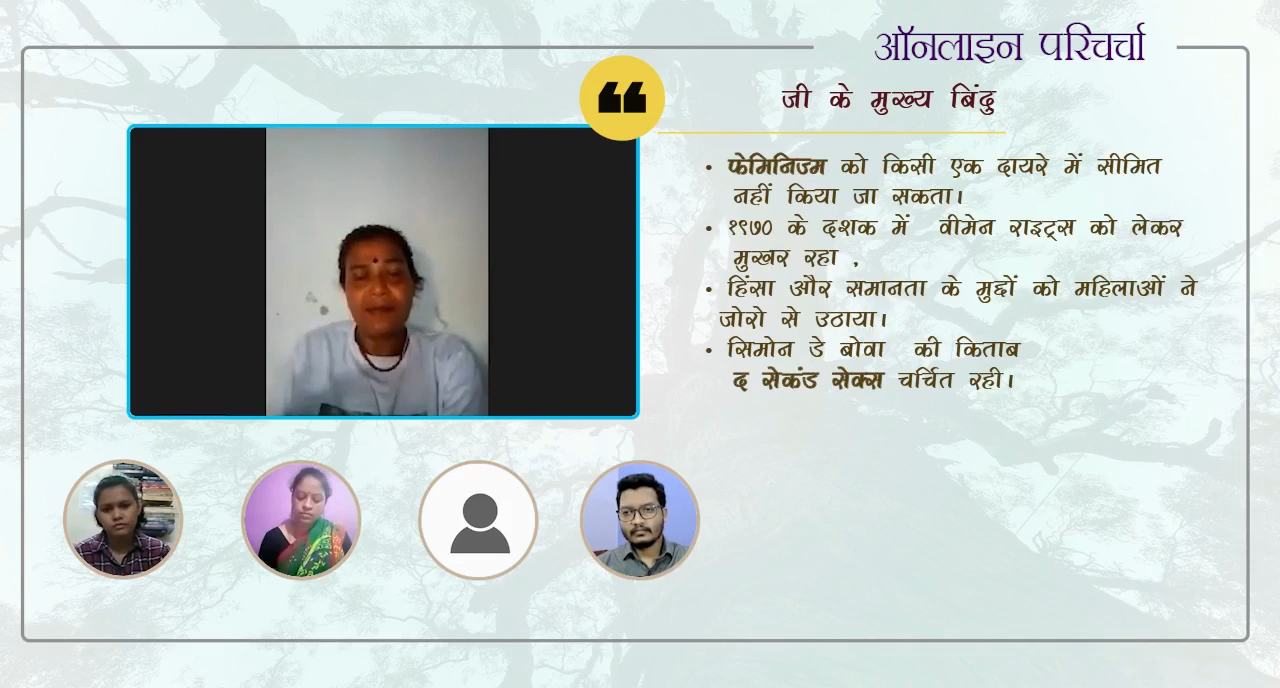 ऑनलाइन परिचर्चा
जी के मुख्य बिंदु
• फेमिनिज्म को किसी एक दायरे में सीमित
नहीं किया जा सकता।
• १९७० के दशक में वीमेन राइट्स को लेकर
मुखर रहा ,
• हिंसा और समानता के मुद्दों को महिलाओं ने
जोरो से उठाया।
• सिमोन डे बोवा की किताब
द सेकंड सेक्स चर्चित रही।